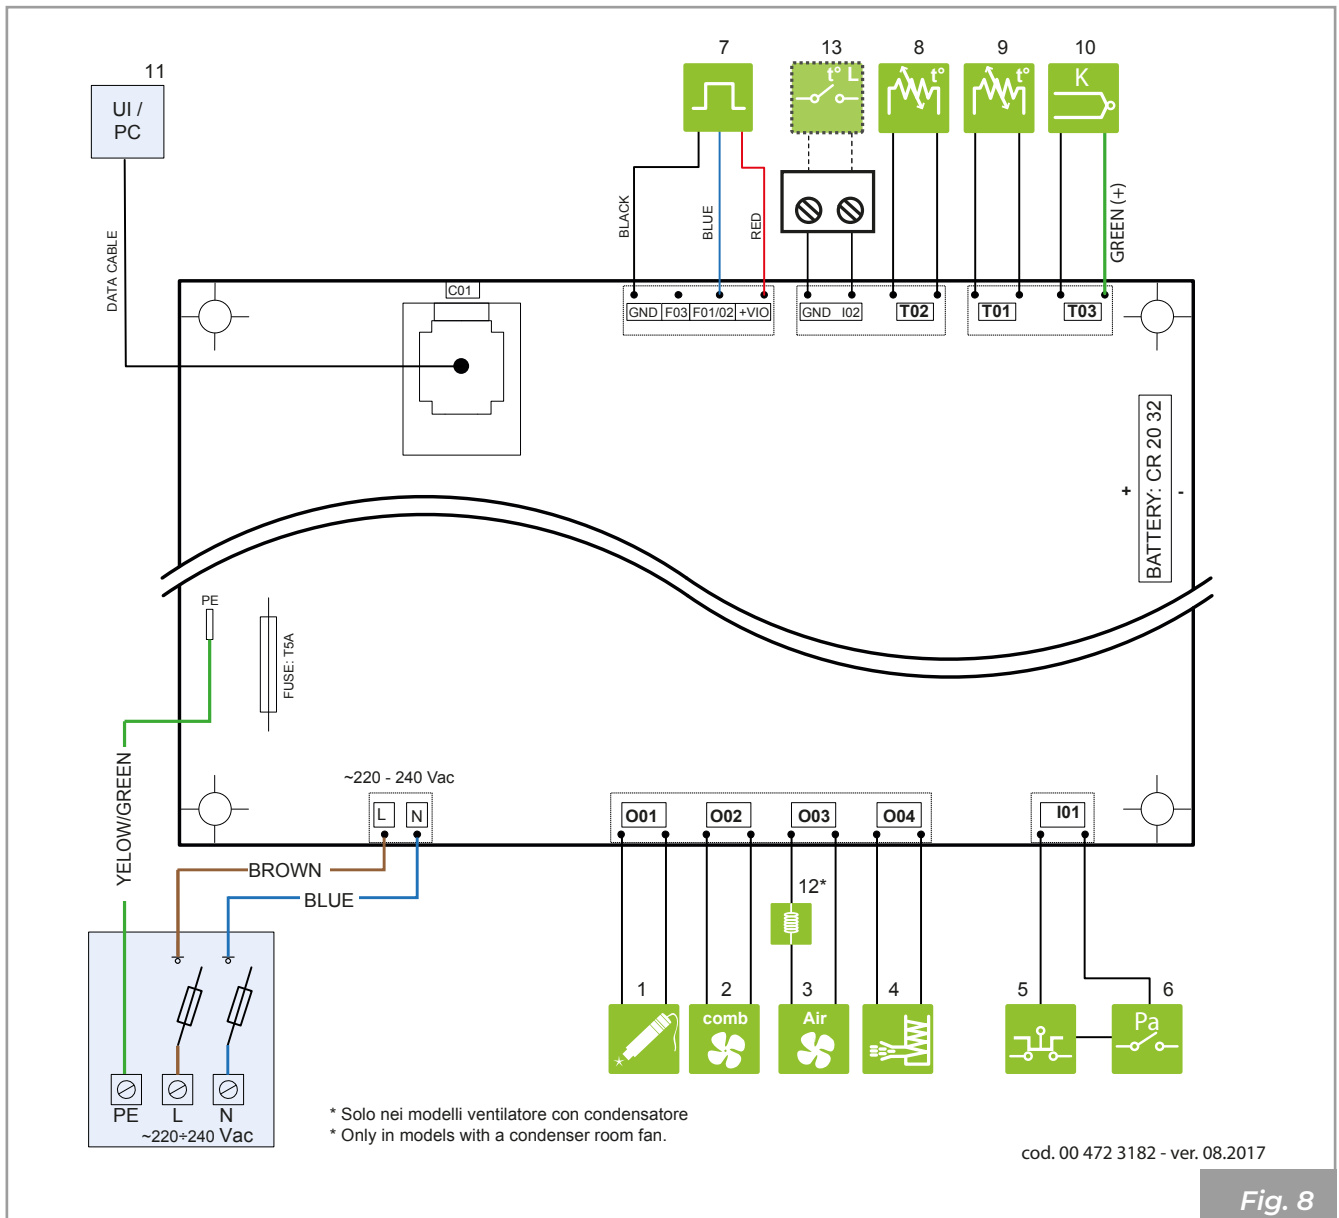 7 13 8 9 10
11
UI / PC
t° L
t°
t°
K
DATA CABLE
BLACK
BLUE
RED
GREEN (+)
C01
GND F03 F01/02 +VIO
GND I02 T02
T01 T03
BATTERY: CR 20 32
+ -
PE
FUSE: T5A
YELOW/GREEN
~220 - 240 Vac
L N
O01 O02 O03 O04
I01
BROWN
BLUE
12*
1 2 3 4 5 6
comb
Air
Pa
PE L N
~220÷240 Vac
* Solo nei modelli ventilatore con condensatore
* Only in models with a condenser room fan.
cod. 00 472 3182 - ver. 08.2017
Fig. 8